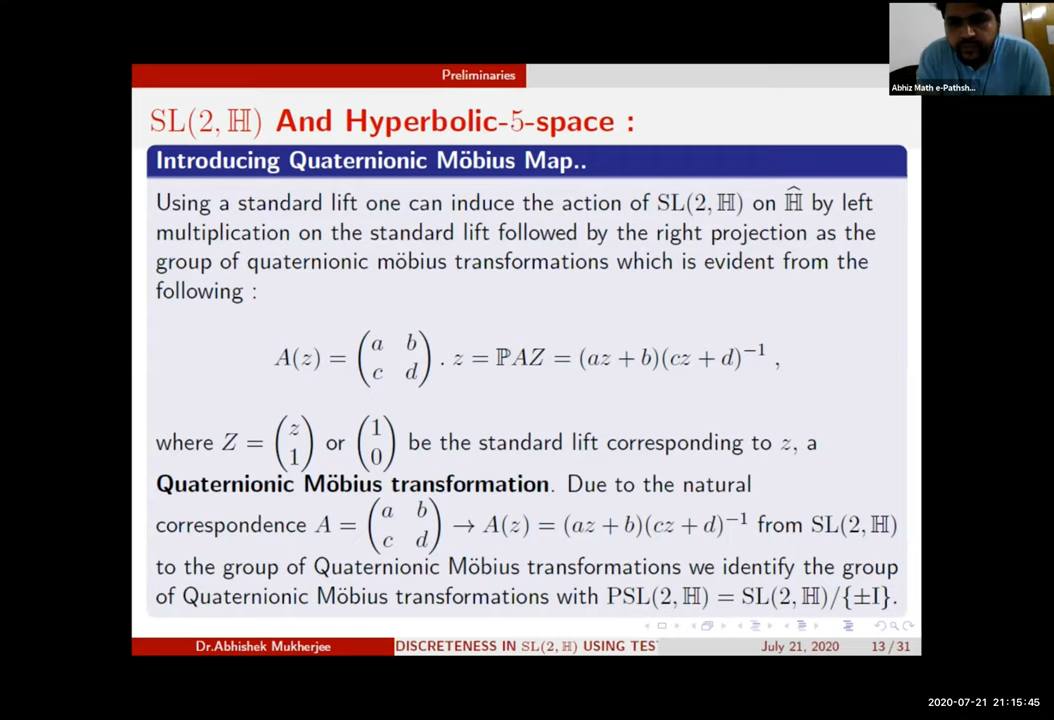 Abhiz Math e-Pathsh...
Preliminaries
SL(2, ℍ) And Hyperbolic-5-space :
Introducing Quaternionic Möbius Map..
Using a standard lift one can induce the action of SL(2, ℍ) on ℍ̂ by left
multiplication on the standard lift followed by the right projection as the
group of quaternionic möbius transformations which is evident from the
following :
A(z) = (a b; c d) . z = ℙAZ = (az + b)(cz + d)⁻¹ ,
where Z = (z; 1) or (1; 0) be the standard lift corresponding to z, a
Quaternionic Möbius transformation. Due to the natural
correspondence A = (a b; c d) → A(z) = (az + b)(cz + d)⁻¹ from SL(2, ℍ)
to the group of Quaternionic Möbius transformations we identify the group
of Quaternionic Möbius transformations with PSL(2, ℍ) = SL(2, ℍ)/{±I}.
Dr.Abhishek Mukherjee DISCRETENESS IN SL(2, ℍ) USING TES July 21, 2020 13 / 31
2020-07-21 21:15:45